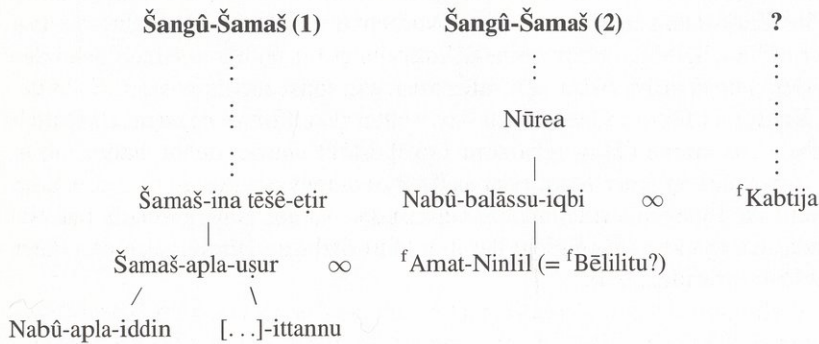 Šangû-Šamaš (1) Šangû-Šamaš (2) ?
Nūrea
Šamaš-ina tēšê-etir Nabû-balāssu-iqbi ∞ ᶠKabtija
Šamaš-apla-uṣur ∞ ᶠAmat-Ninlil (= ᶠBēlilitu?)
Nabû-apla-iddin [...]-ittannu